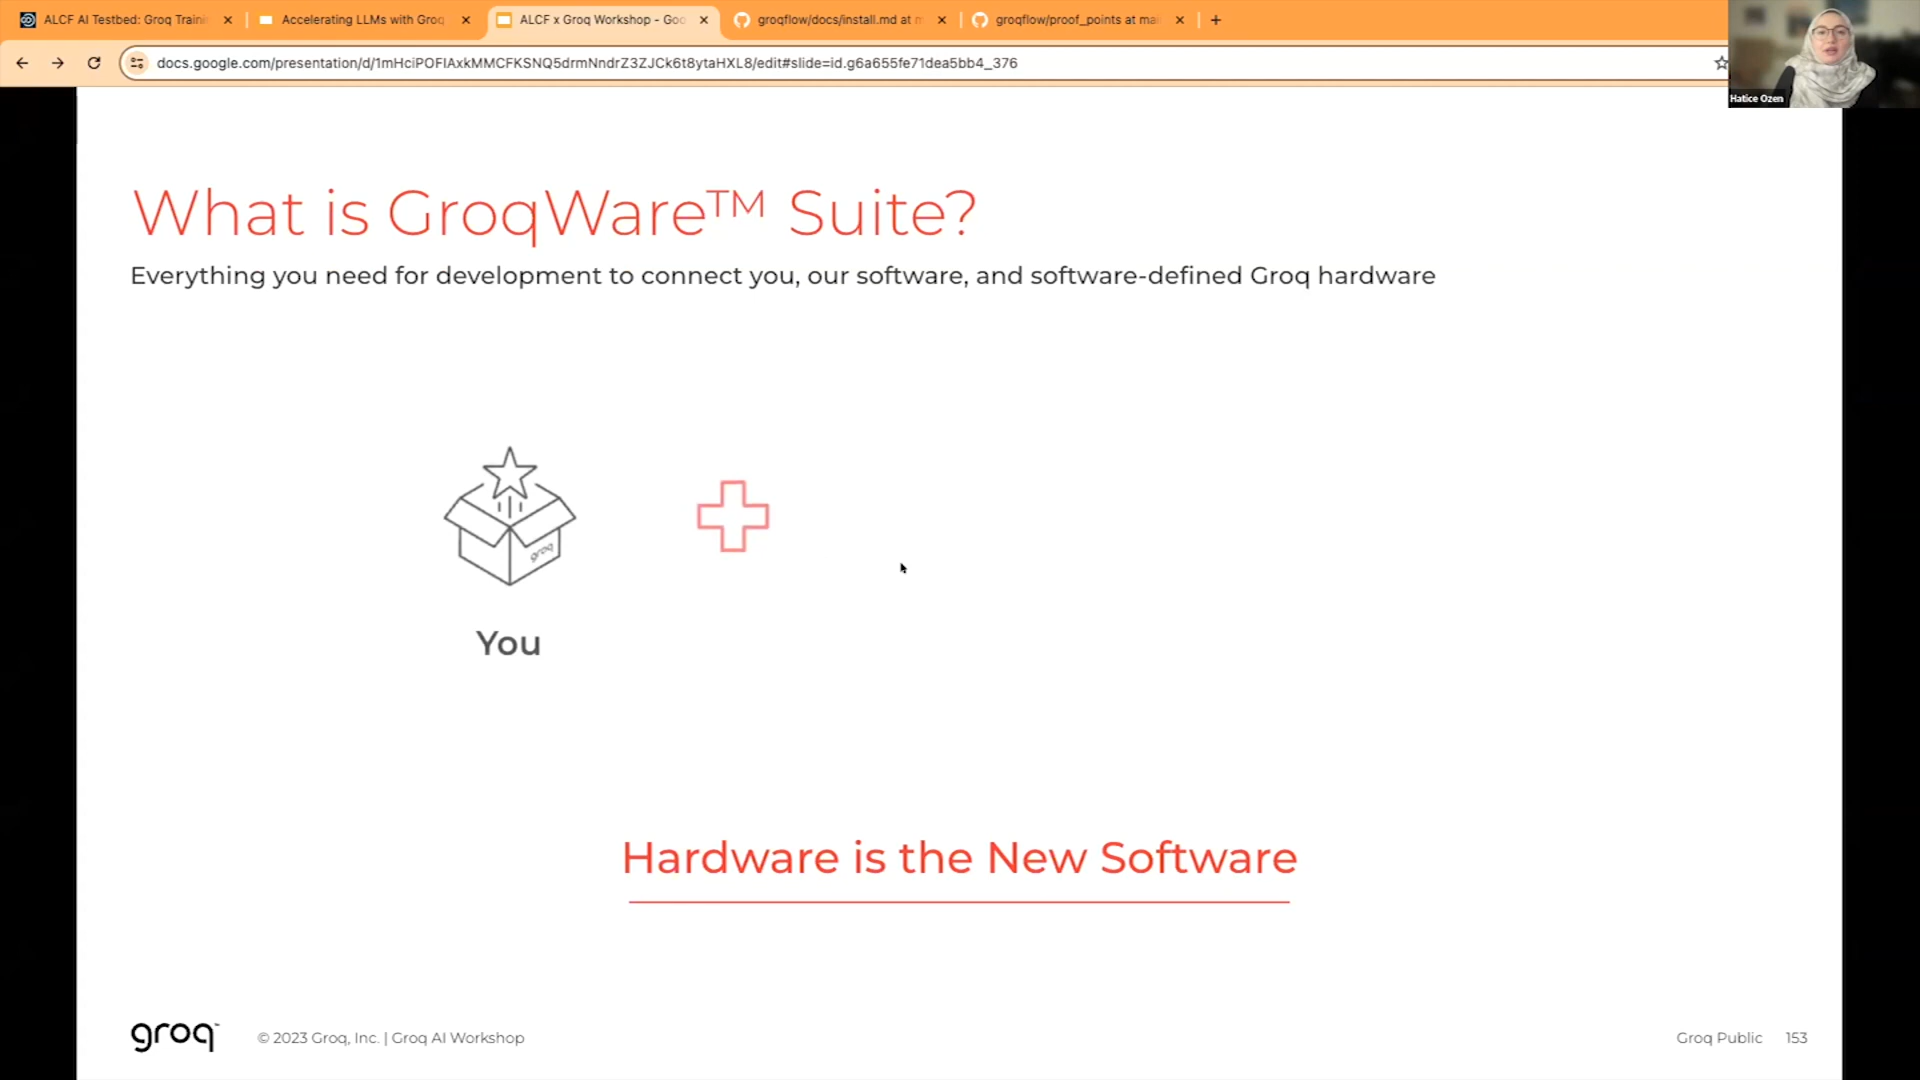 ALCF AI Testbed: Groq Traini
Accelerating LLMs with Groq
ALCF x Groq Workshop - Goo
groqflow/docs/install.md at m
groqflow/proof_points at mai
docs.google.com/presentation/d/1mHciPOFIAxkMMCFKSNQ5drmNndrZ3ZJCk6t8ytaHXL8/edit#slide=id.g6a655fe71dea5bb4_376
Hatice Ozen
What is GroqWare™ Suite?
Everything you need for development to connect you, our software, and software-defined Groq hardware
groq
You
Hardware is the New Software
groq™
© 2023 Groq, Inc. | Groq AI Workshop
Groq Public 153